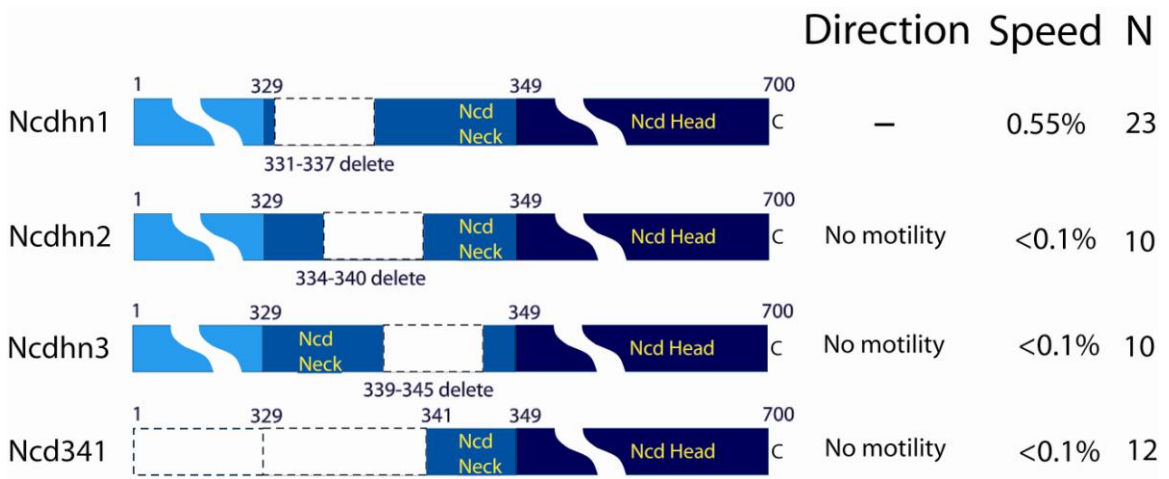 Direction Speed N
1 329 349 700
Ncdhn1 Ncd Neck Ncd Head C – 0.55% 23
331-337 delete
1 329 349 700
Ncdhn2 Ncd Neck Ncd Head C No motility <0.1% 10
334-340 delete
1 329 349 700
Ncdhn3 Ncd Neck Ncd Head C No motility <0.1% 10
339-345 delete
1 329 341 349 700
Ncd341 Ncd Neck Ncd Head C No motility <0.1% 12